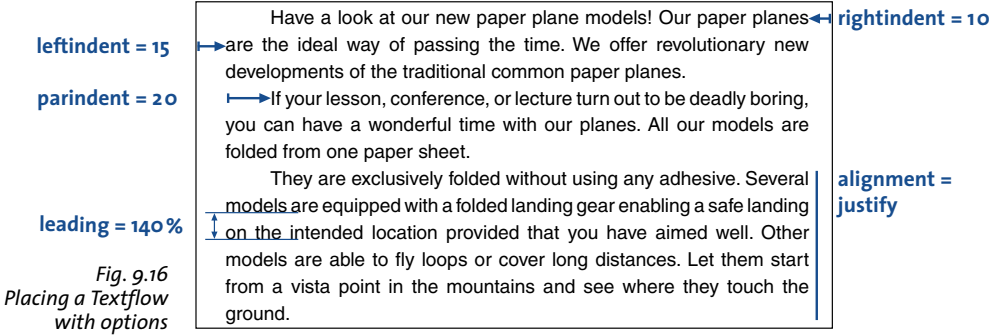 Have a look at our new paper plane models! Our paper planes
rightindent = 10
leftindent = 15
are the ideal way of passing the time. We offer revolutionary new
developments of the traditional common paper planes.
parindent = 20
If your lesson, conference, or lecture turn out to be deadly boring,
you can have a wonderful time with our planes. All our models are
folded from one paper sheet.
They are exclusively folded without using any adhesive. Several
alignment =
justify
models are equipped with a folded landing gear enabling a safe landing
leading = 140 %
on the intended location provided that you have aimed well. Other
models are able to fly loops or cover long distances. Let them start
from a vista point in the mountains and see where they touch the
ground.
Fig. 9.16
Placing a Textflow
with options